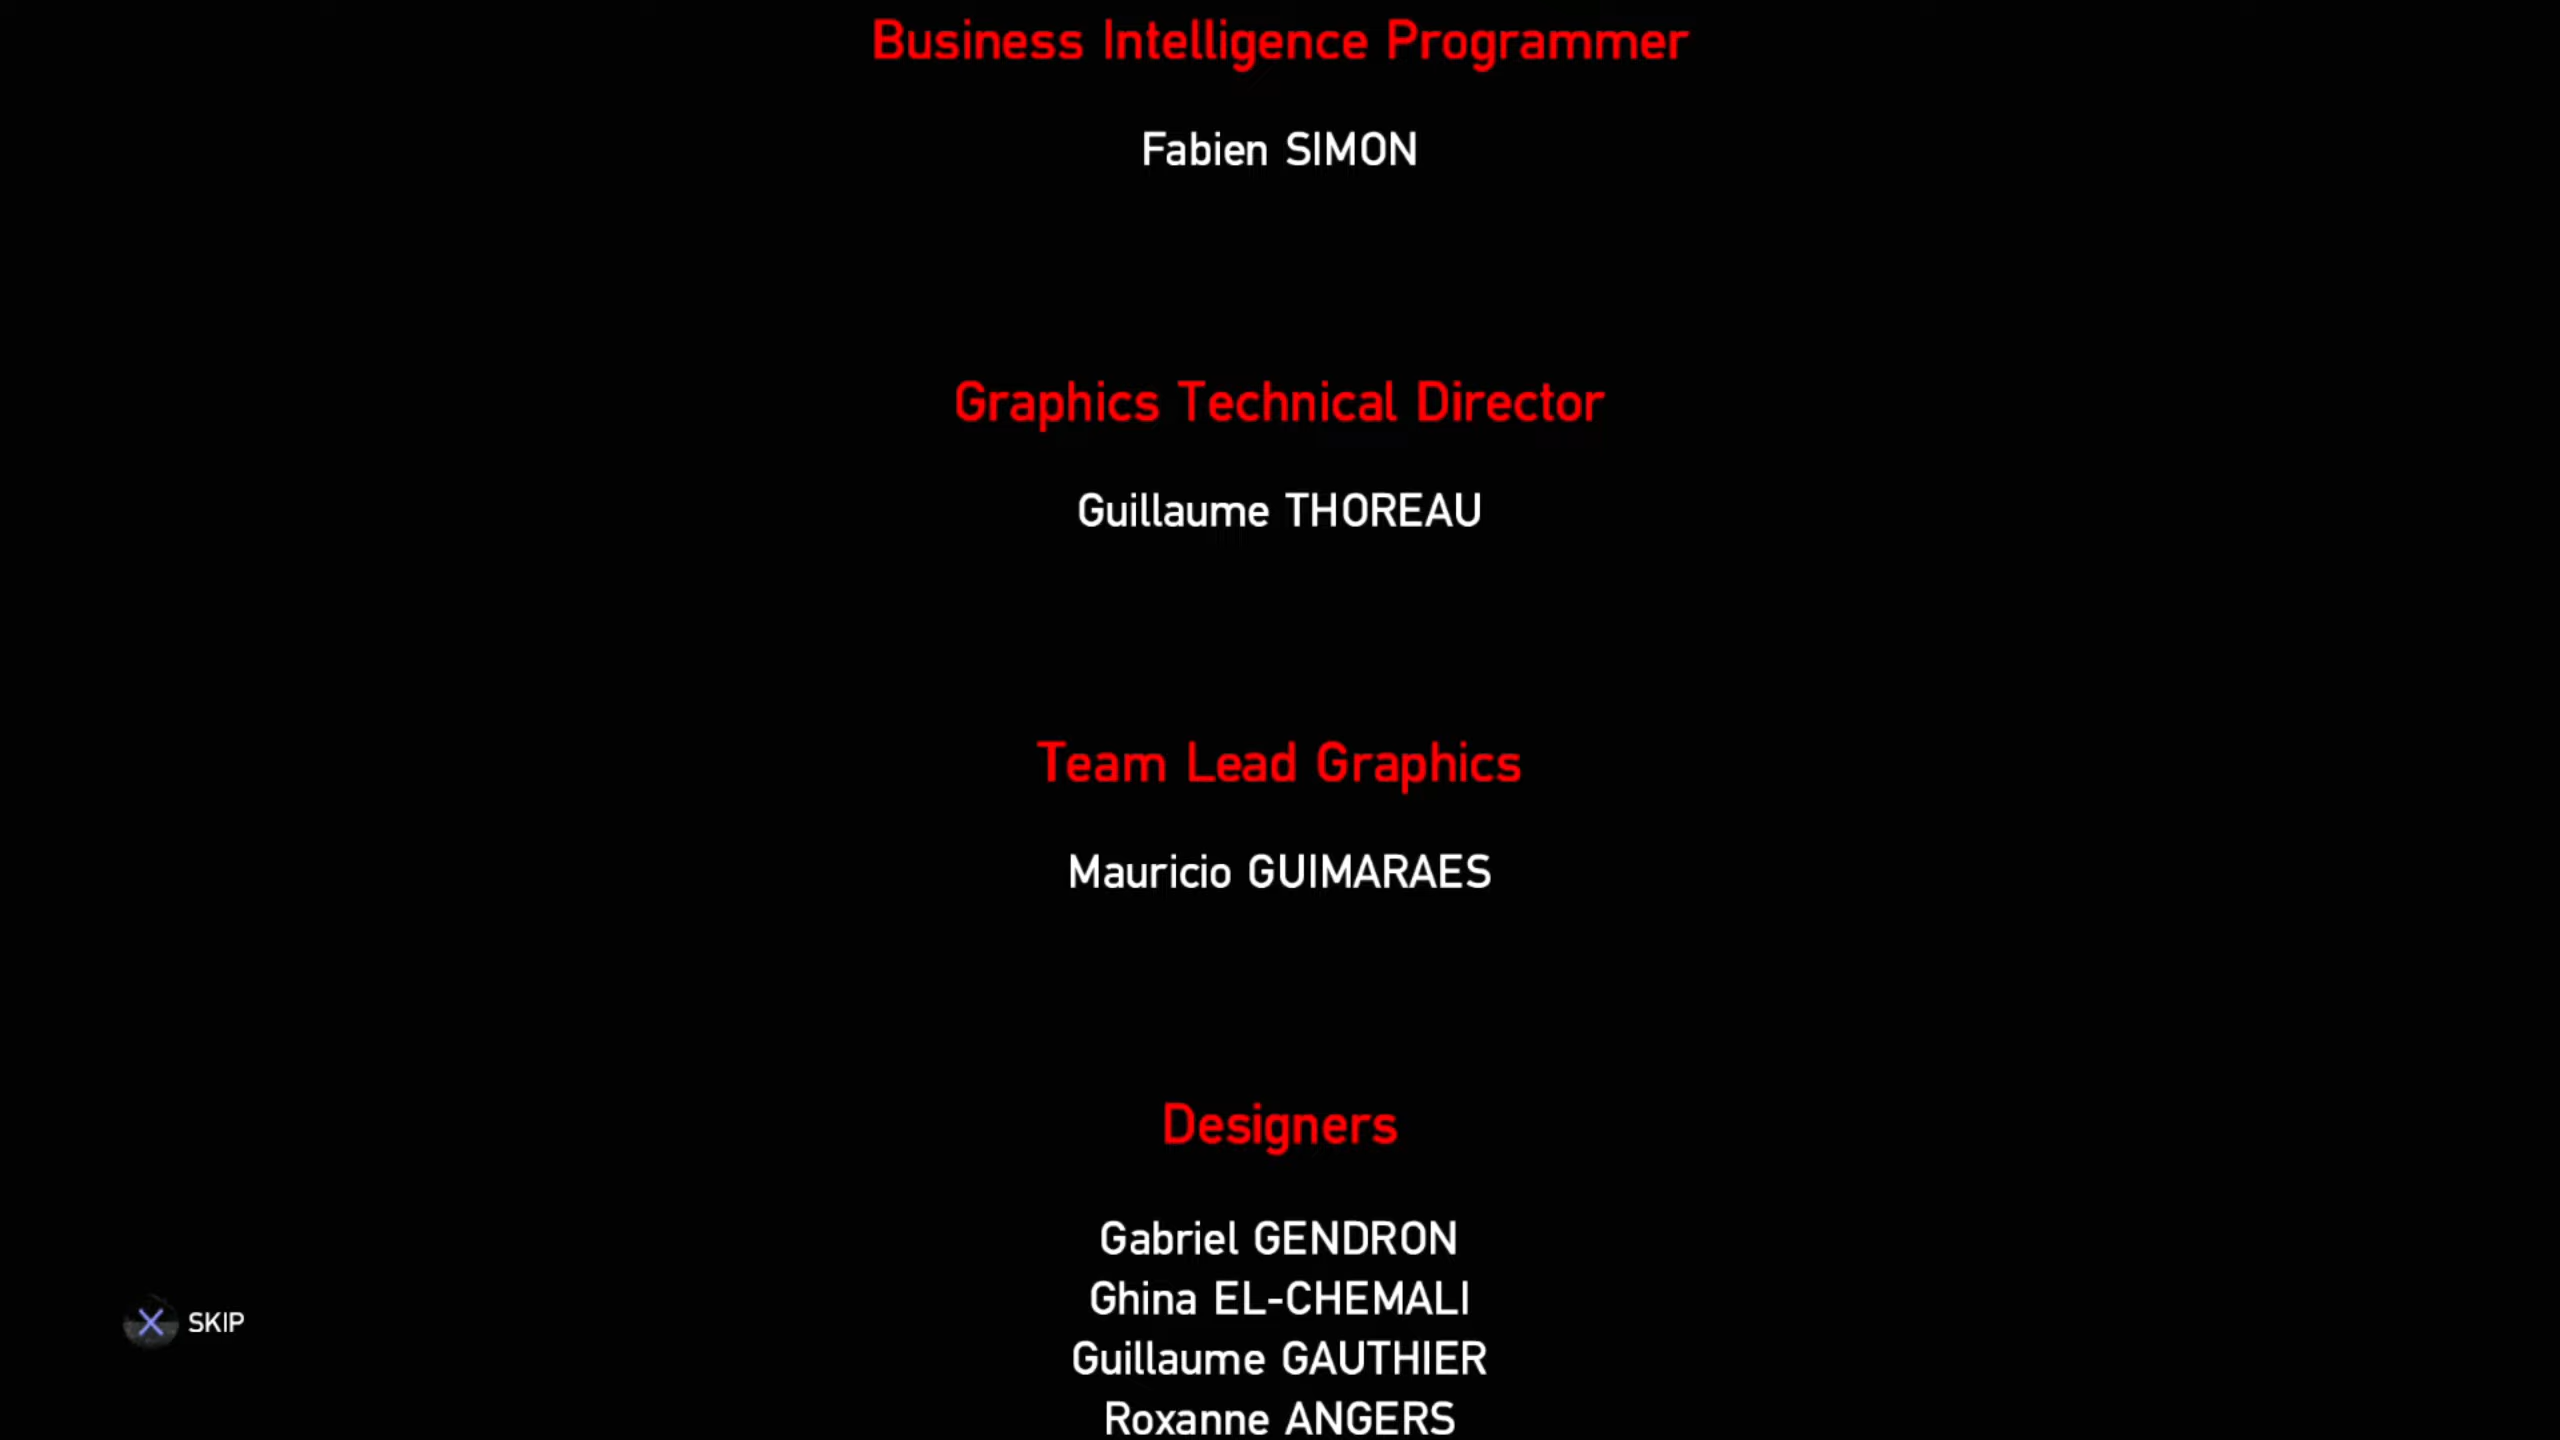 Business Intelligence Programmer
Fabien SIMON
Graphics Technical Director
Guillaume THOREAU
Team Lead Graphics
Mauricio GUIMARAES
Designers
Gabriel GENDRON
Ghina EL-CHEMALI
Guillaume GAUTHIER
Roxanne ANGERS
SKIP